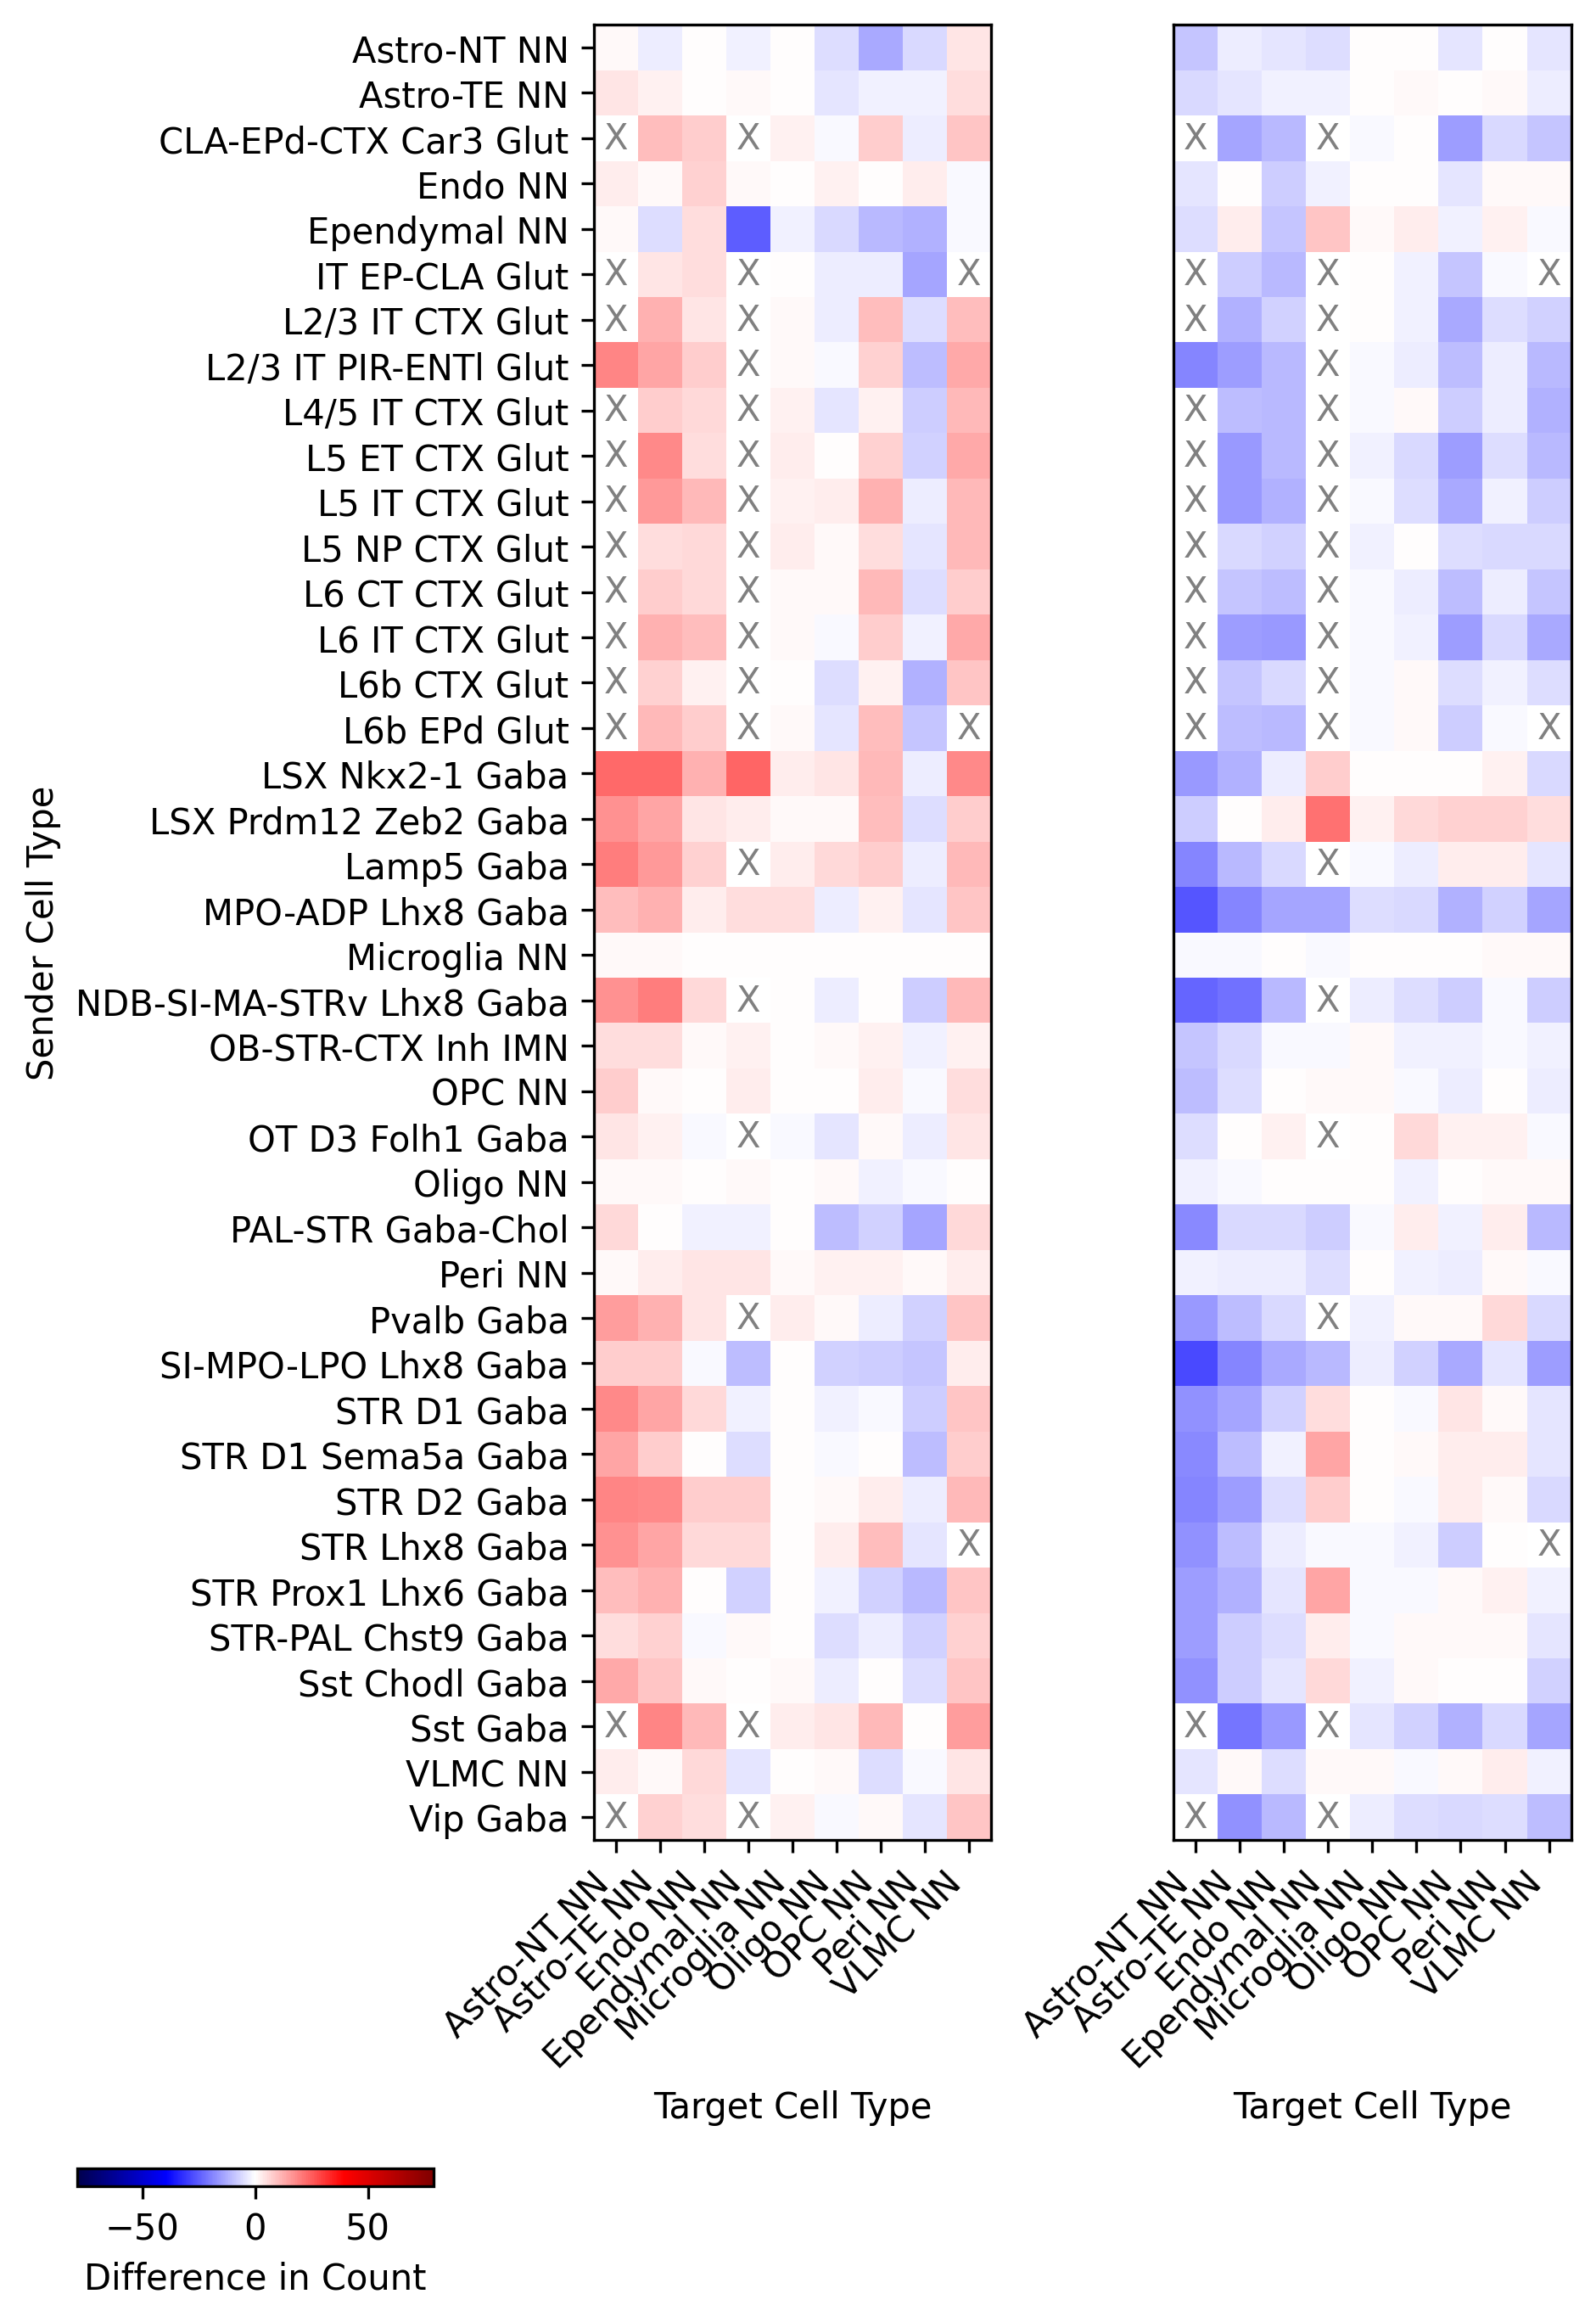 Sender Cell Type
Astro-NT NN
Astro-TE NN
CLA-EPd-CTX Car3 Glut
X X X X
Endo NN
Ependymal NN
IT EP-CLA Glut
X X X X X X
L2/3 IT CTX Glut
X X X X
L2/3 IT PIR-ENTl Glut
X X
L4/5 IT CTX Glut
X X X X
L5 ET CTX Glut
X X X X
L5 IT CTX Glut
X X X X
L5 NP CTX Glut
X X X X
L6 CT CTX Glut
X X X X
L6 IT CTX Glut
X X X X
L6b CTX Glut
X X X X
L6b EPd Glut
X X X X X X
LSX Nkx2-1 Gaba
LSX Prdm12 Zeb2 Gaba
Lamp5 Gaba
X X
MPO-ADP Lhx8 Gaba
Microglia NN
NDB-SI-MA-STRv Lhx8 Gaba
X X
OB-STR-CTX Inh IMN
OPC NN
OT D3 Folh1 Gaba
X X
Oligo NN
PAL-STR Gaba-Chol
Peri NN
Pvalb Gaba
X X
SI-MPO-LPO Lhx8 Gaba
STR D1 Gaba
STR D1 Sema5a Gaba
STR D2 Gaba
STR Lhx8 Gaba
X X
STR Prox1 Lhx6 Gaba
STR-PAL Chst9 Gaba
Sst Chodl Gaba
Sst Gaba
X X X X
VLMC NN
Vip Gaba
X X X X
Astro-NT NN
Astro-TE NN
Endo NN
Ependymal NN
Microglia NN
Oligo NN
OPC NN
Peri NN
VLMC NN
Target Cell Type
Astro-NT NN
Astro-TE NN
Endo NN
Ependymal NN
Microglia NN
Oligo NN
OPC NN
Peri NN
VLMC NN
Target Cell Type
−50 0 50
Difference in Count